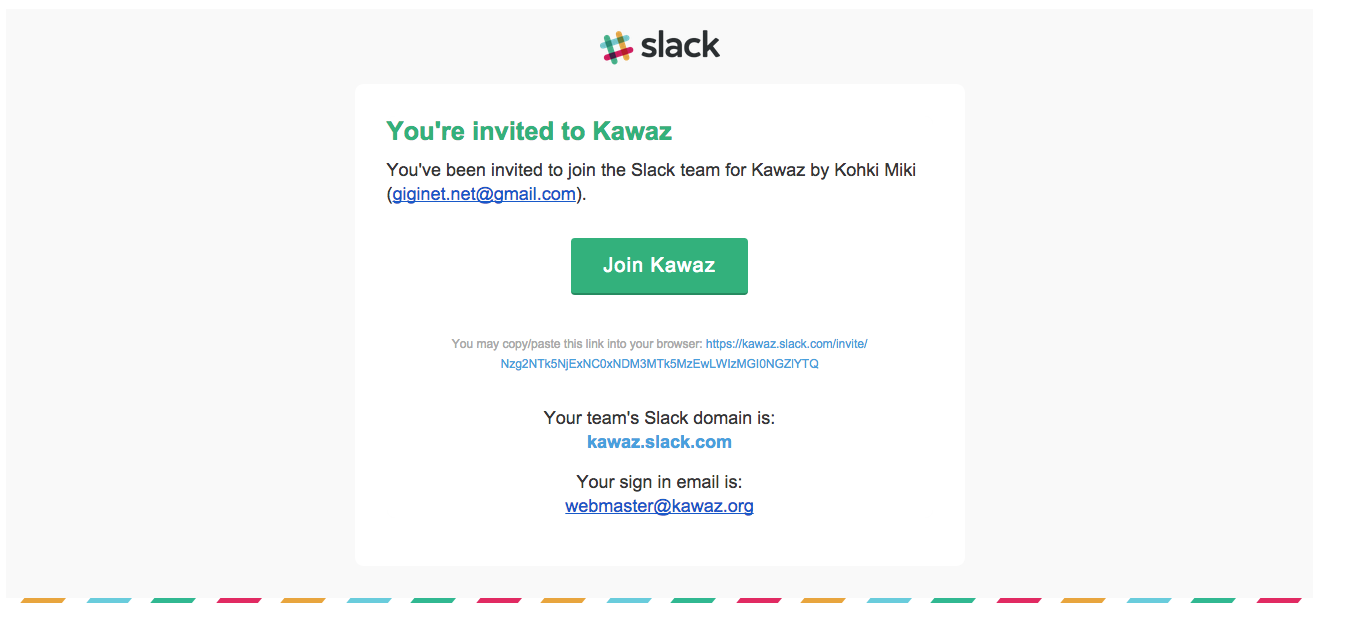 slack
You're invited to Kawaz
You've been invited to join the Slack team for Kawaz by Kohki Miki
(giginet.net@gmail.com).
Join Kawaz
You may copy/paste this link into your browser: https://kawaz.slack.com/invite/
Nzg2NTk5NjExNC0xNDM3MTk5MzEwLWIzMGI0NGZlYTQ
Your team's Slack domain is:
kawaz.slack.com
Your sign in email is:
webmaster@kawaz.org